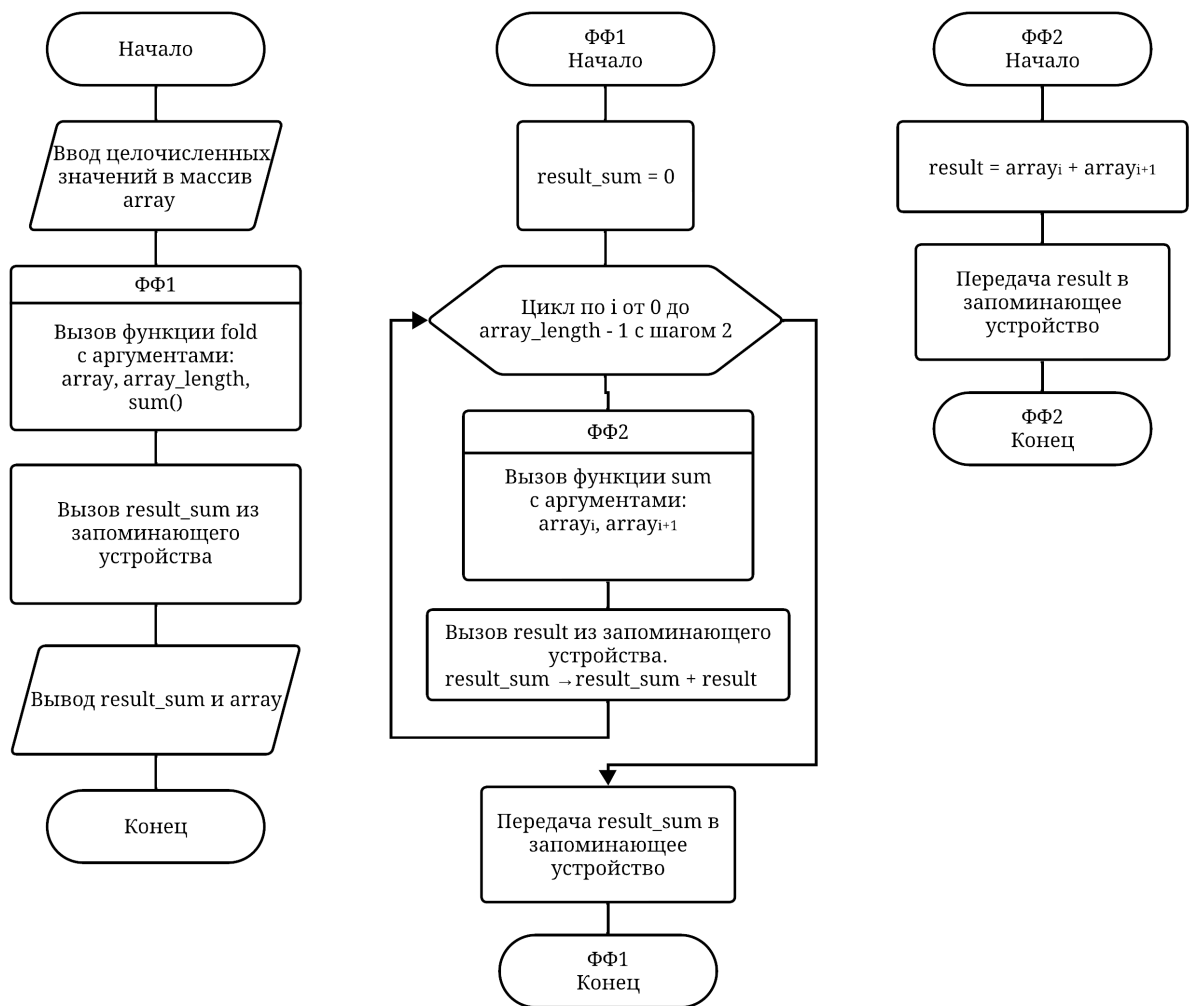 Начало
Ввод целочисленных
значений в массив
array
ФФ1
Вызов функции fold
с аргументами:
array, array_length,
sum()
Вызов result_sum из
запоминающего
устройства
Вывод result_sum и array
Конец
ФФ1
Начало
result_sum = 0
Цикл по i от 0 до
array_length - 1 с шагом 2
ФФ2
Вызов функции sum
с аргументами:
arrayᵢ, arrayᵢ₊₁
Вызов result из запоминающего
устройства.
result_sum →result_sum + result
Передача result_sum в
запоминающее
устройство
ФФ1
Конец
ФФ2
Начало
result = arrayᵢ + arrayᵢ₊₁
Передача result в
запоминающее
устройство
ФФ2
Конец